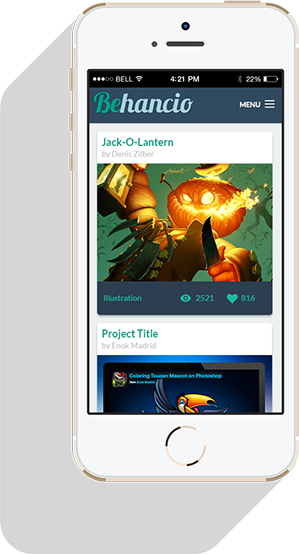 BELL 4:21 PM 22%
Behancio MENU
Jack-O-Lantern
by Denis Zilber
Illustration 2521 816
Project Title
by Enok Madrid
Coloring Toucan Mascot on Photoshop